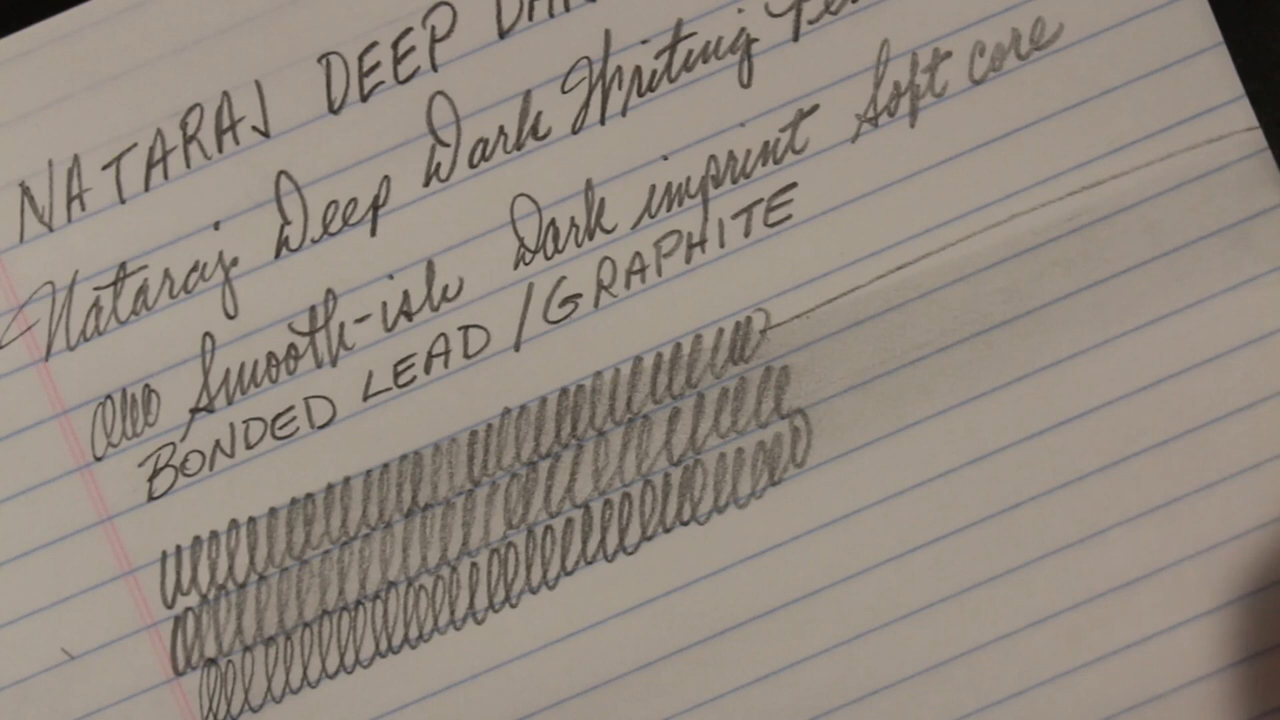 NATARAJ DEEP
Nataraj Deep Dark Writing
Smooth-ish Dark imprint Soft core
BONDED LEAD / GRAPHITE